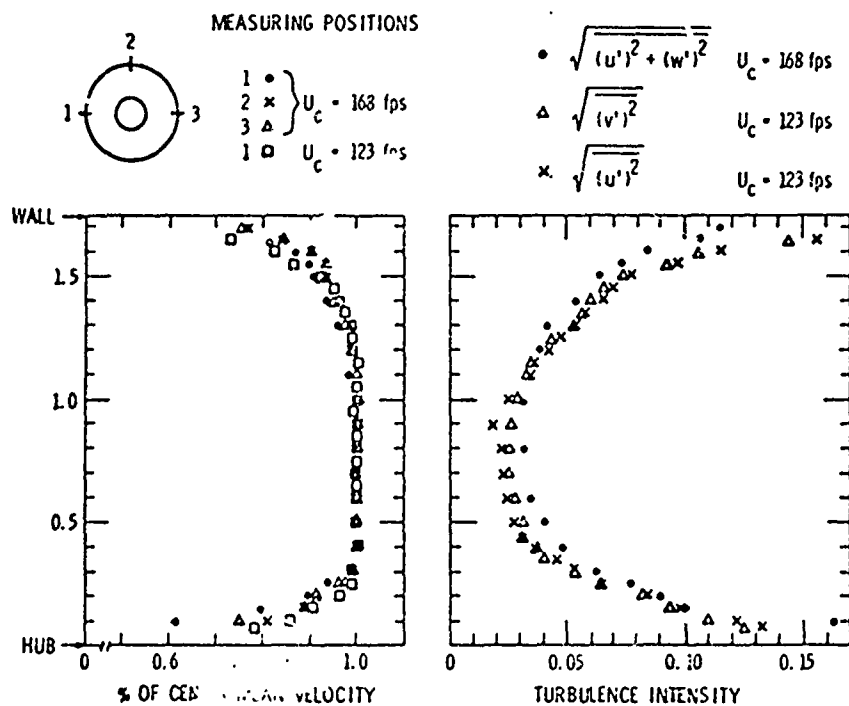 MEASURING POSITIONS
2
1
3
1 •
2 ×
3 Δ
U_c = 168 fps
1 □ U_c = 123 fps
• √(u')² + (w')² U_c = 168 fps
Δ √(v')² U_c = 123 fps
× √(u')² U_c = 123 fps
WALL
1.5
1.0
0.5
HUB
0 0.6 1.0
% OF VELOCITY
0 0.05 0.10 0.15
TURBULENCE INTENSITY